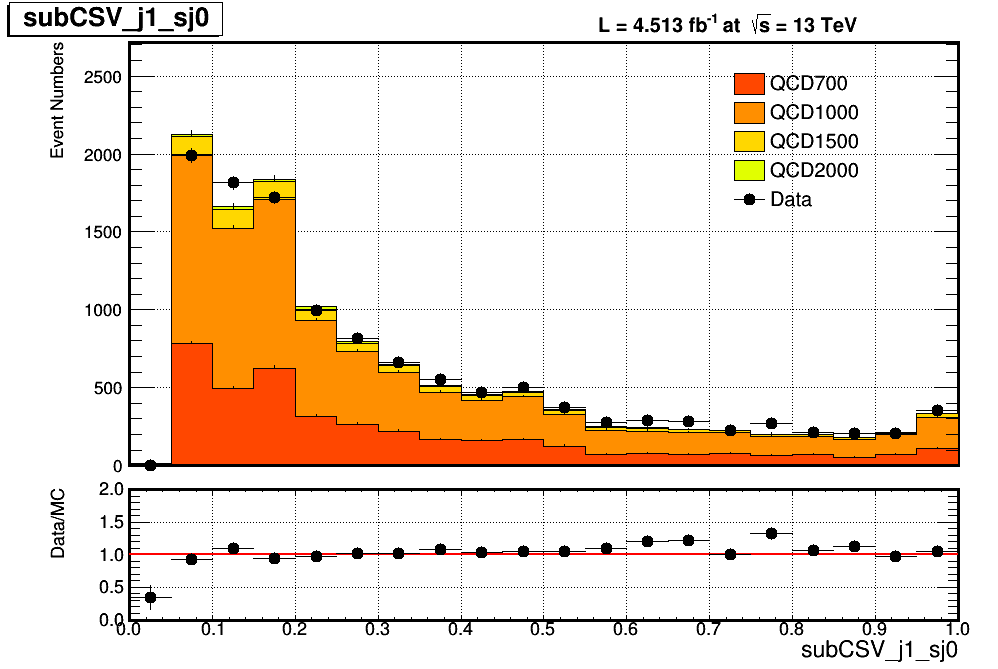 subCSV_j1_sj0
L = 4.513 fb⁻¹ at √s = 13 TeV
Event Numbers
2500
2000
1500
1000
500
0
QCD700
QCD1000
QCD1500
QCD2000
Data
Data/MC
2.0
1.5
1.0
0.5
0.0
0.0 0.1 0.2 0.3 0.4 0.5 0.6 0.7 0.8 0.9 1.0
subCSV_j1_sj0